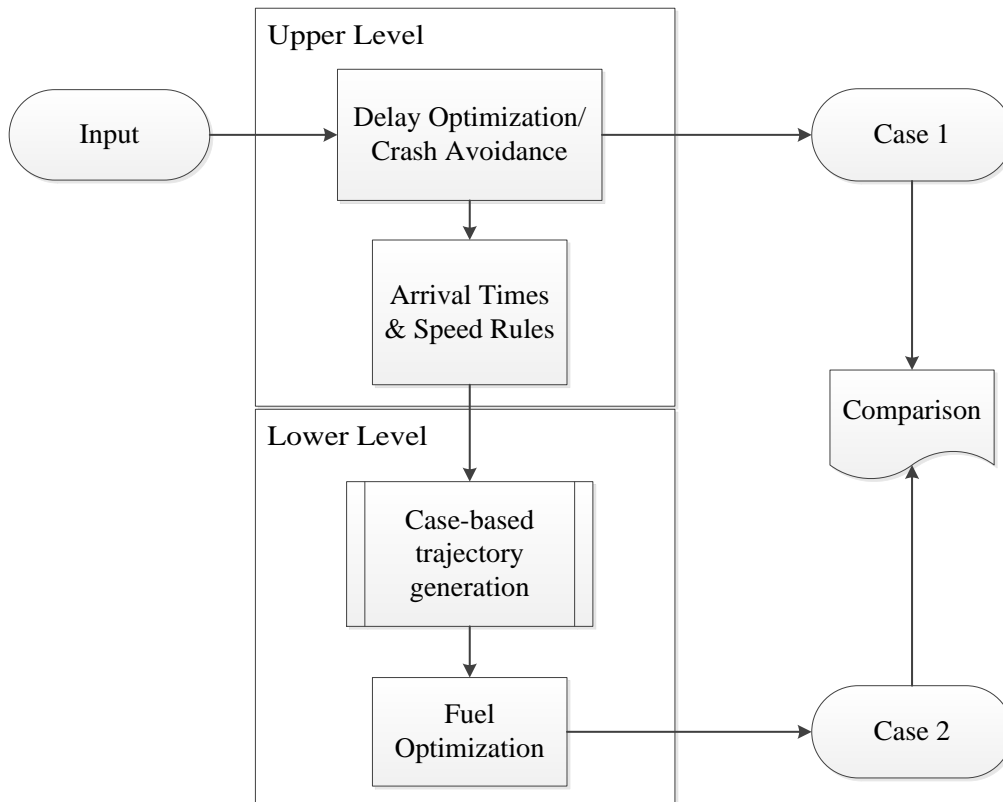 Upper Level
Input
Delay Optimization/
Crash Avoidance
Case 1
Arrival Times
& Speed Rules
Comparison
Lower Level
Case-based
trajectory
generation
Fuel
Optimization
Case 2